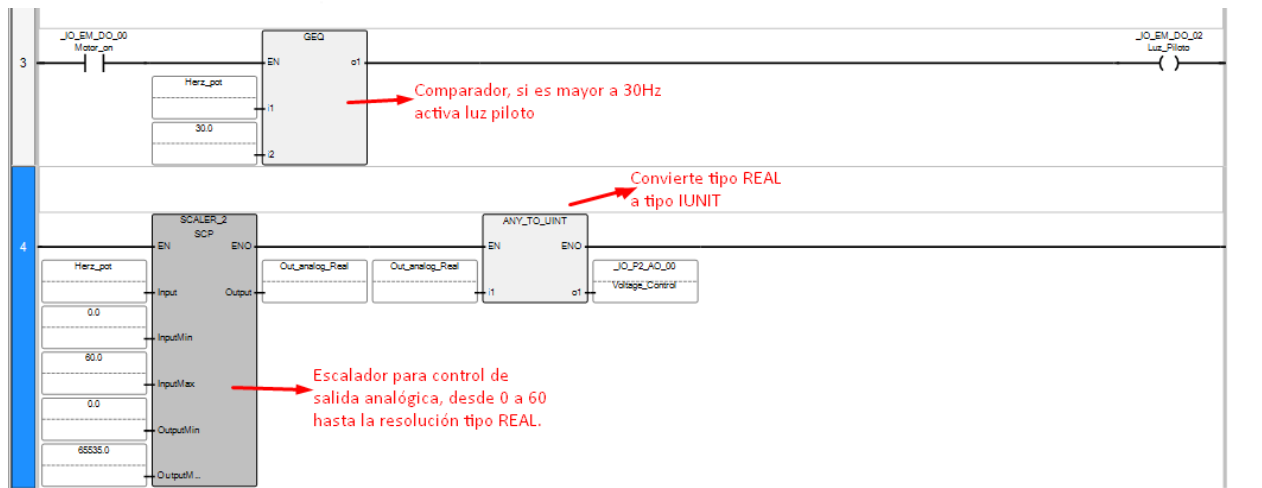 _IO_EM_DO_00
Motor_on
GEQ
_IO_EM_DO_02
Luz_Piloto
3
EN
o1
Herz_pot
i1
30.0
i2
Comparador, si es mayor a 30Hz
activa luz piloto
Convierte tipo REAL
a tipo IUNIT
SCALER_2
SCP
ANY_TO_UINT
4
EN
ENO
EN
ENO
Herz_pot
Out_analog_Real
Out_analog_Real
_IO_P2_AO_00
Voltage_Control
Input
Output
i1
o1
0.0
InputMin
60.0
InputMax
0.0
OutputMin
65535.0
OutputM...
Escalador para control de
salida analógica, desde 0 a 60
hasta la resolución tipo REAL.